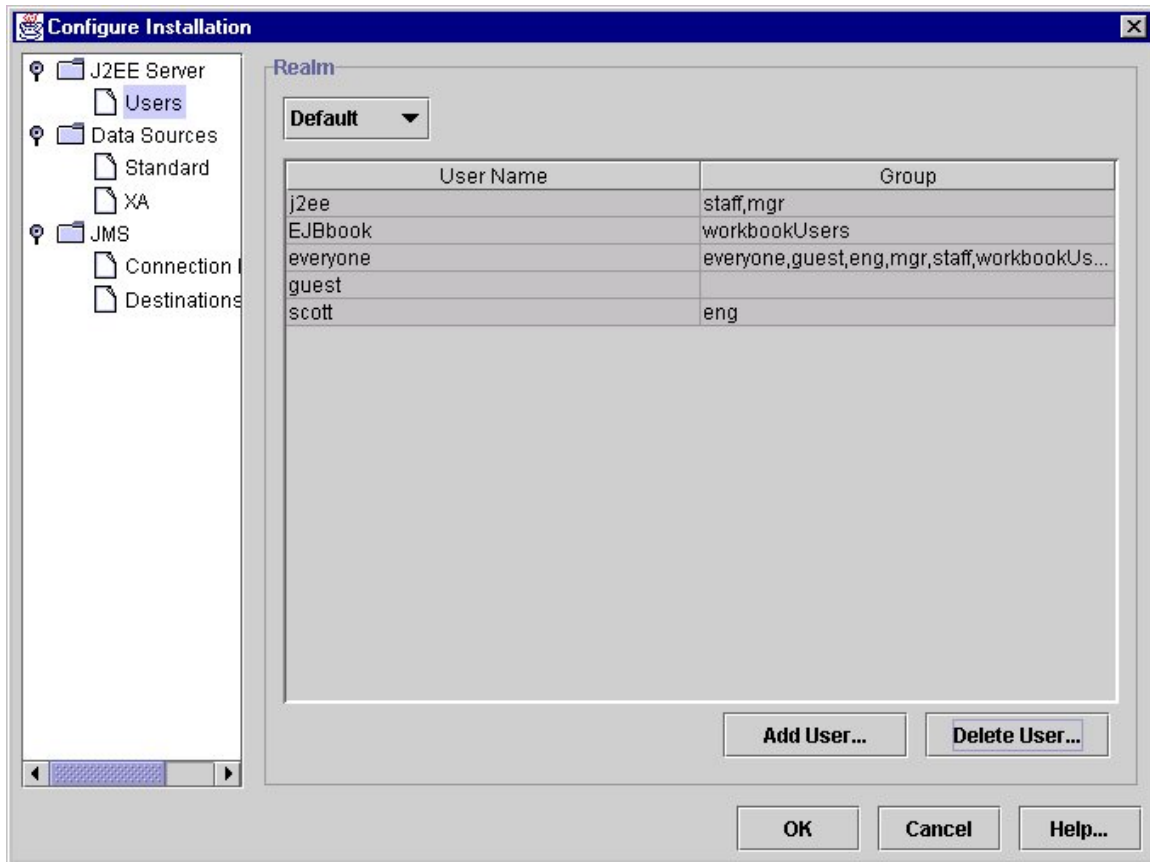 Configure Installation
J2EE Server
Users
Data Sources
Standard
XA
JMS
Connection
Destinations
Realm
Default
User Name Group
j2ee staff,mgr
EJBbook workbookUsers
everyone everyone,guest,eng,mgr,staff,workbookUs...
guest
scott eng
Add User... Delete User...
OK Cancel Help...